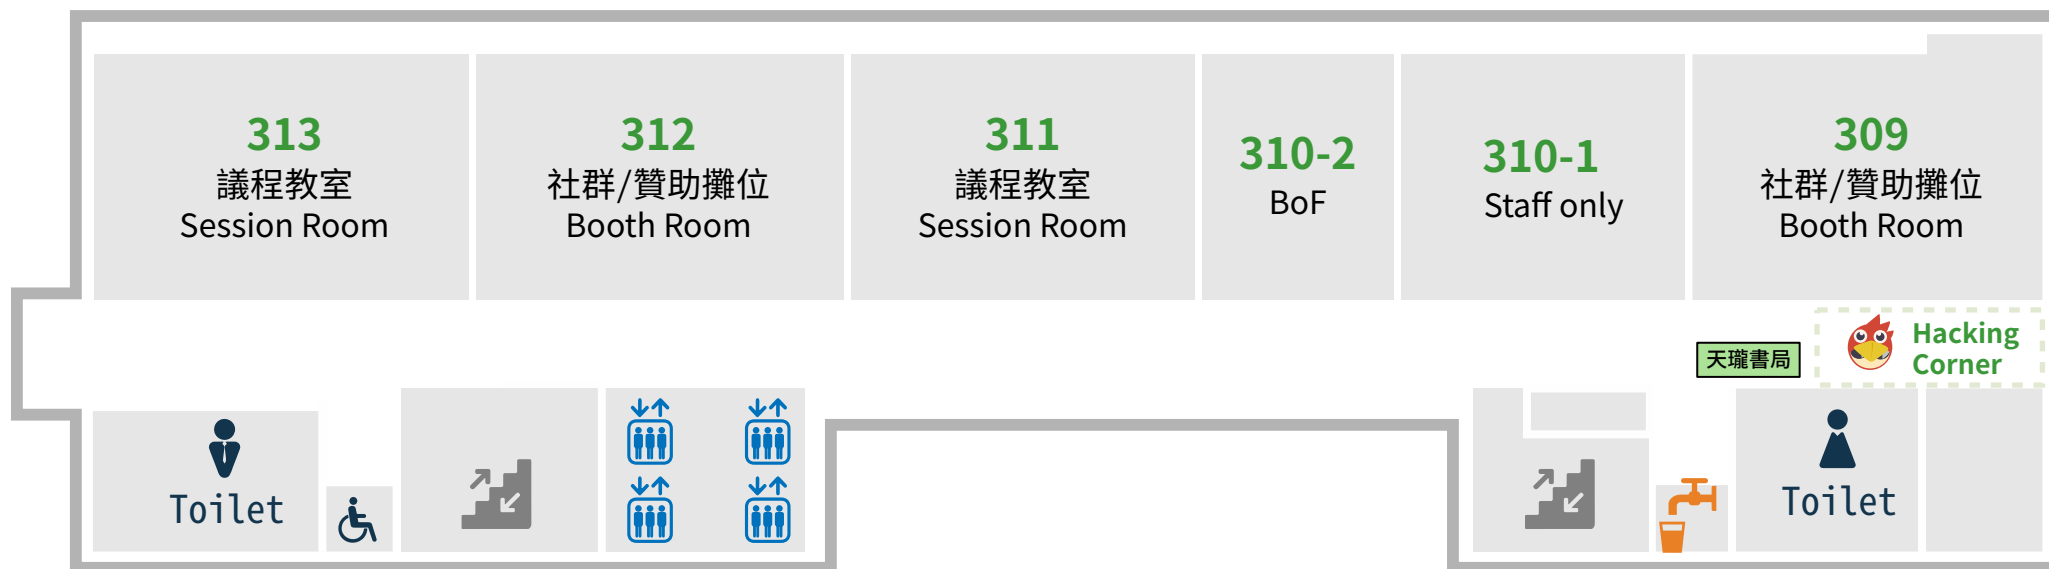 313
議程教室
Session Room
312
社群/贊助攤位
Booth Room
311
議程教室
Session Room
310-2
BoF
310-1
Staff only
309
社群/贊助攤位
Booth Room
天瓏書局
Hacking
Corner
Toilet
Toilet